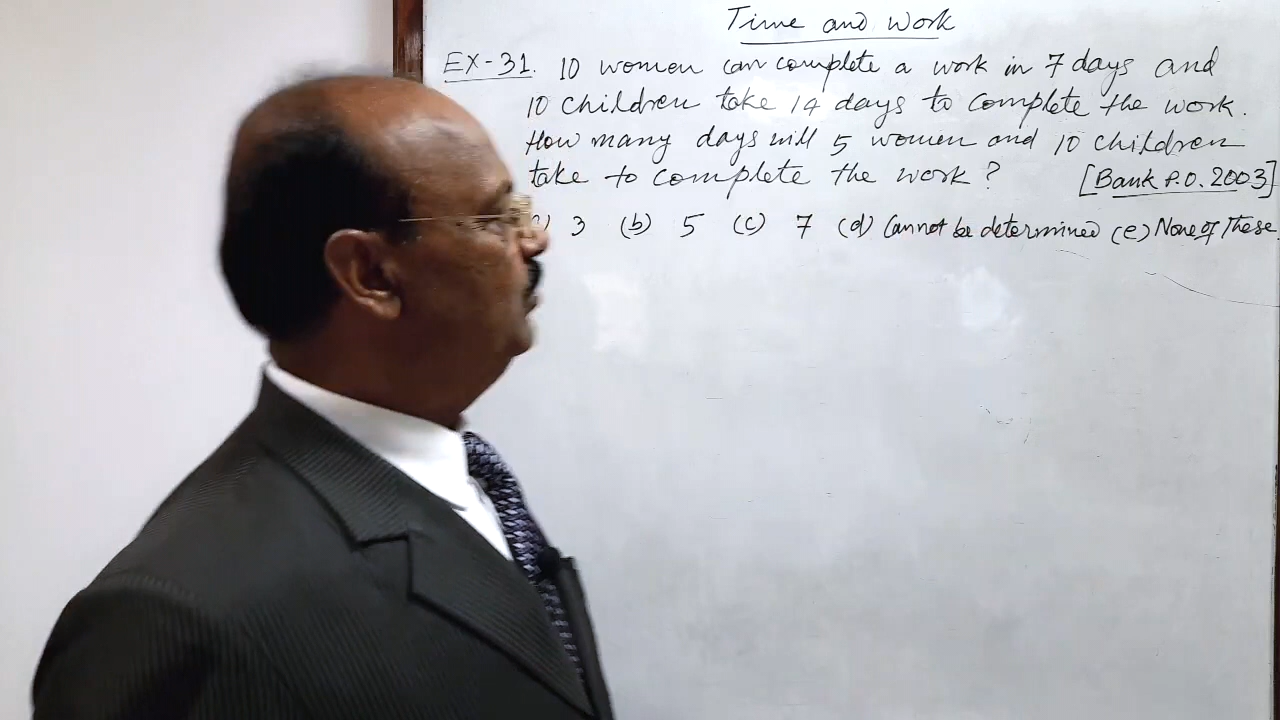 Time and Work
EX-31. 10 women can complete a work in 7 days and
10 children take 14 days to complete the work.
How many days will 5 women and 10 children
take to complete the work? [Bank P.O. 2003]
) 3 (b) 5 (c) 7 (d) Cannot be determined (e) None of These